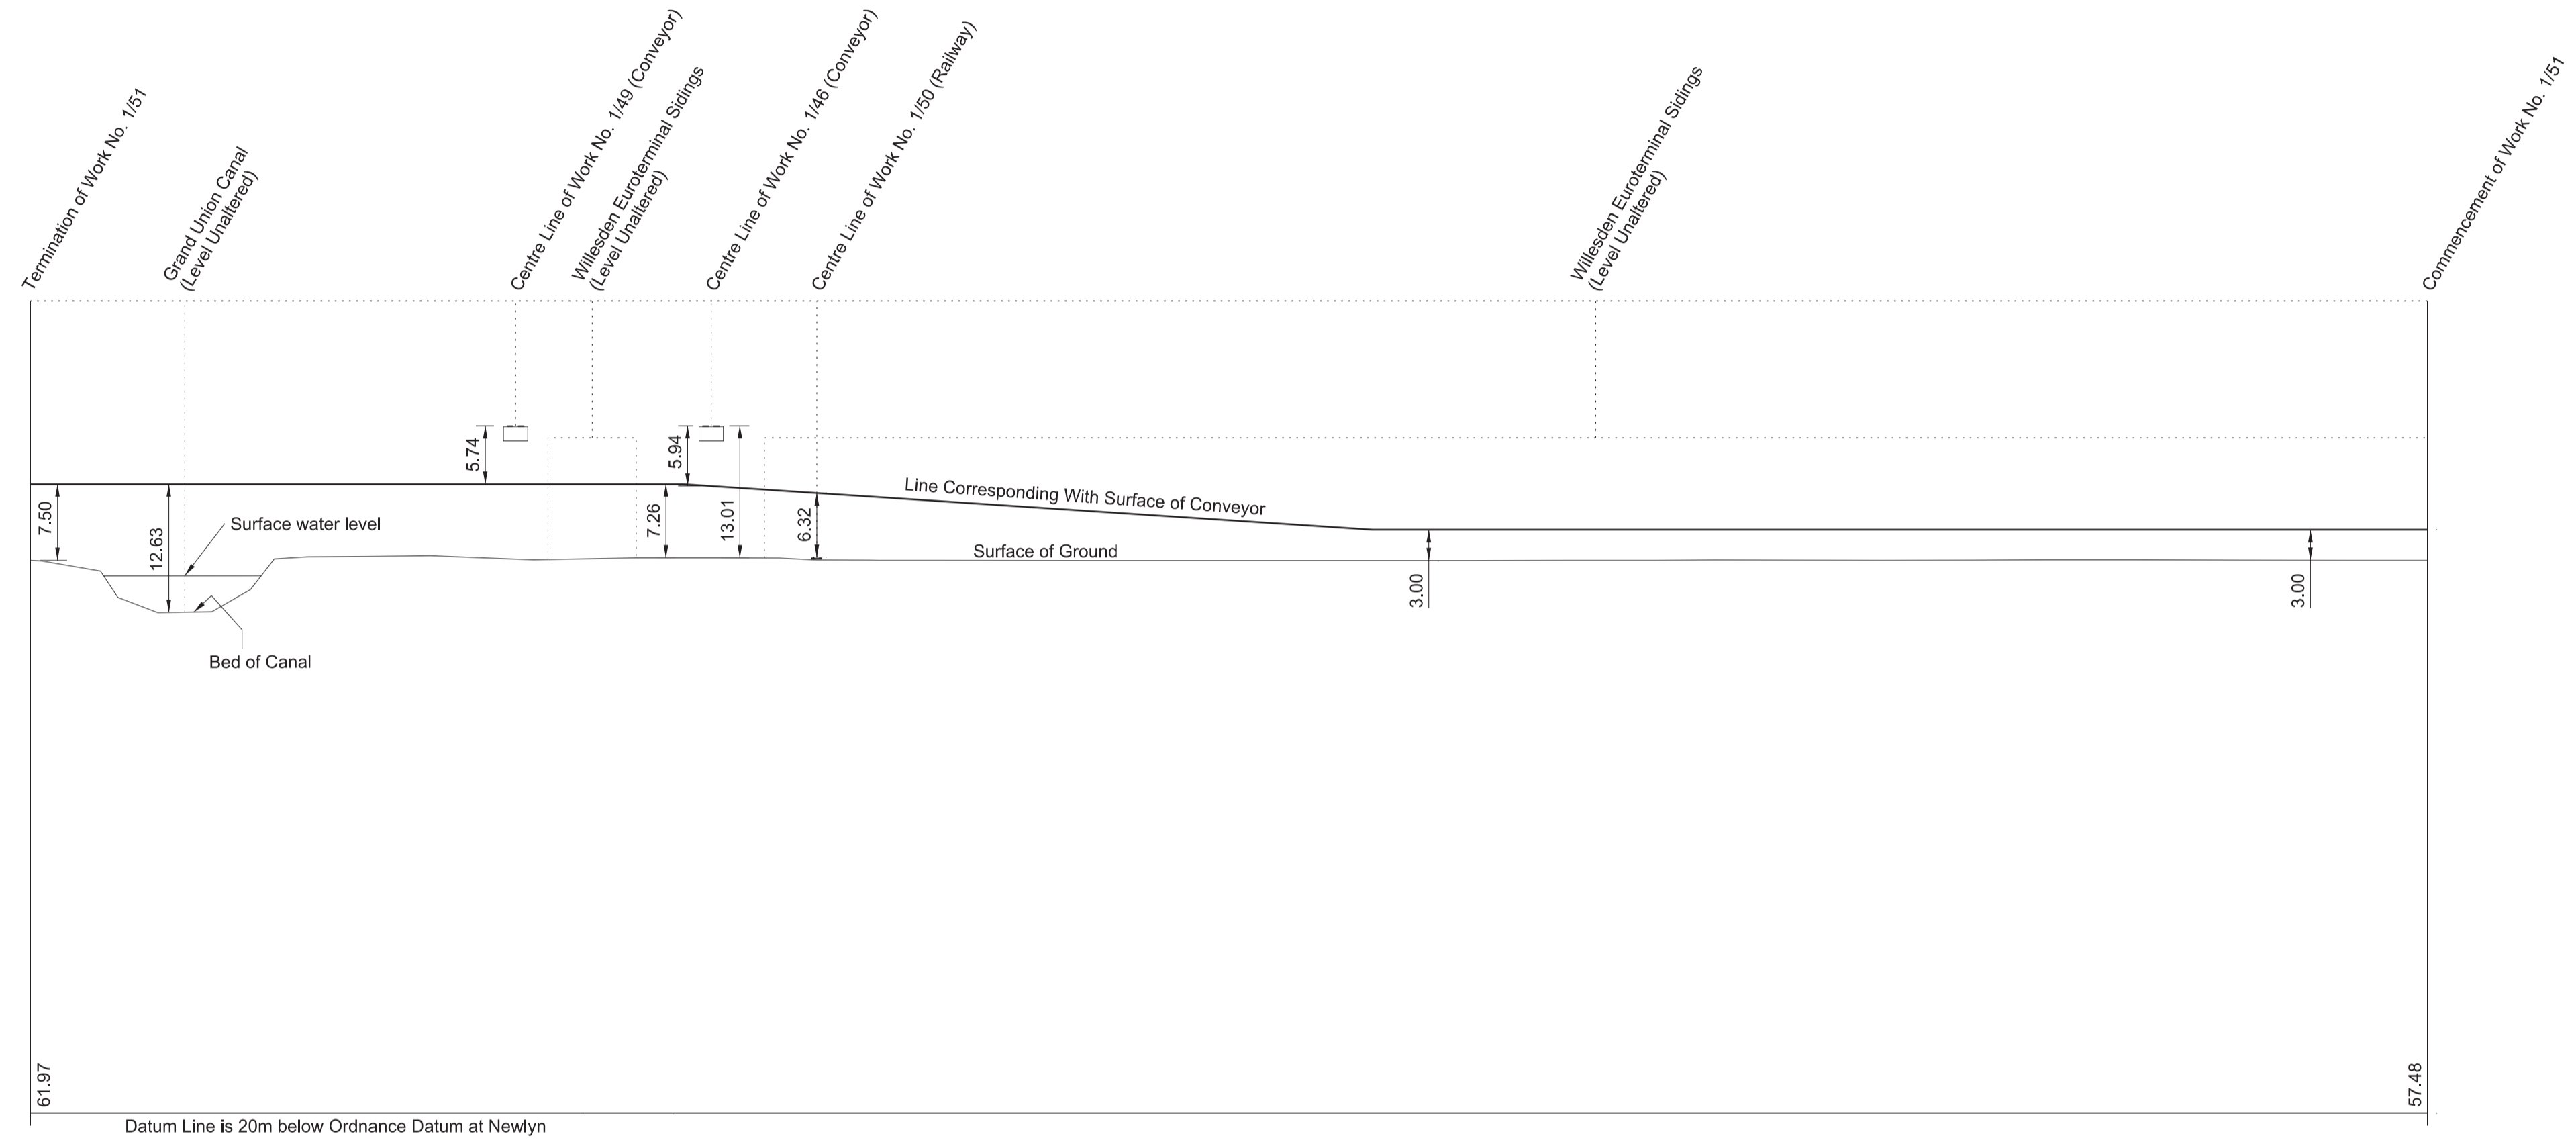 Termination of Work No. 1/51
Grand Union Canal
(Level Unaltered)
Centre Line of Work No. 1/49 (Conveyor)
Willesden Euroterminal Sidings
(Level Unaltered)
Centre Line of Work No. 1/46 (Conveyor)
Centre Line of Work No. 1/50 (Railway)
Willesden Euroterminal Sidings
(Level Unaltered)
Commencement of Work No. 1/51
5.74
5.94
7.50
12.63
Surface water level
7.26
13.01
6.32
Line Corresponding With Surface of Conveyor
Surface of Ground
3.00
3.00
Bed of Canal
61.97
57.48
Datum Line is 20m below Ordnance Datum at Newlyn